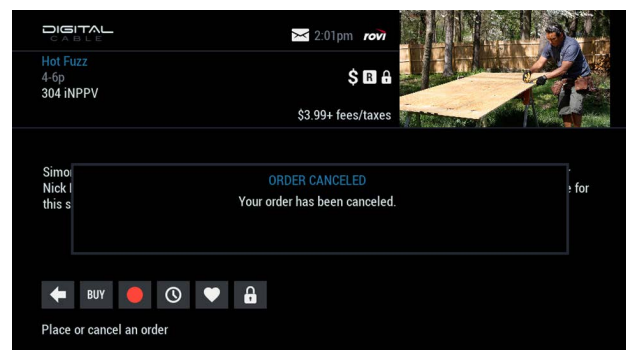 DIGITAL
CABLE
2:01pm rovi
Hot Fuzz
4-6p
$ R
304 iNPPV
$3.99+ fees/taxes
ORDER CANCELED
Your order has been canceled.
Nick
for
this
BUY
Place or cancel an order